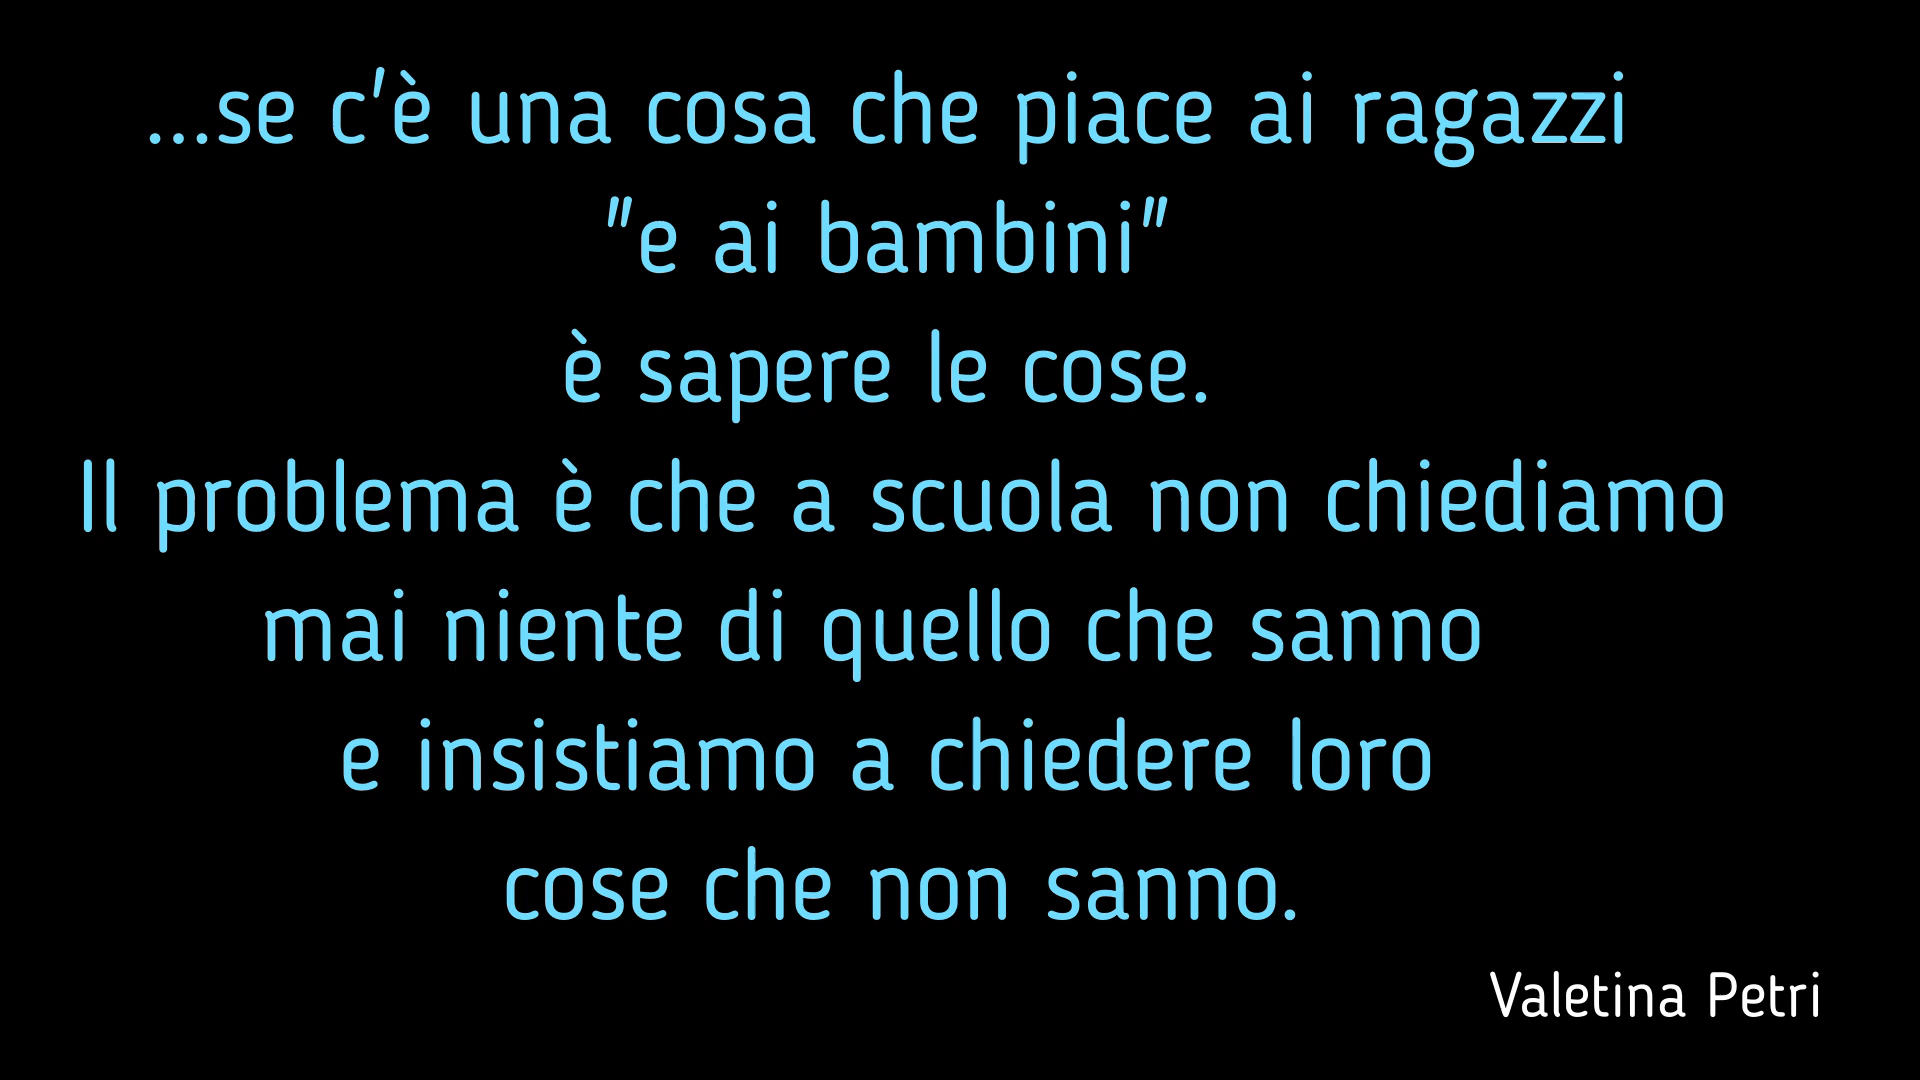 ...se c'è una cosa che piace ai ragazzi
"e ai bambini"
è sapere le cose.
Il problema è che a scuola non chiediamo
mai niente di quello che sanno
e insistiamo a chiedere loro
cose che non sanno.
Valetina Petri